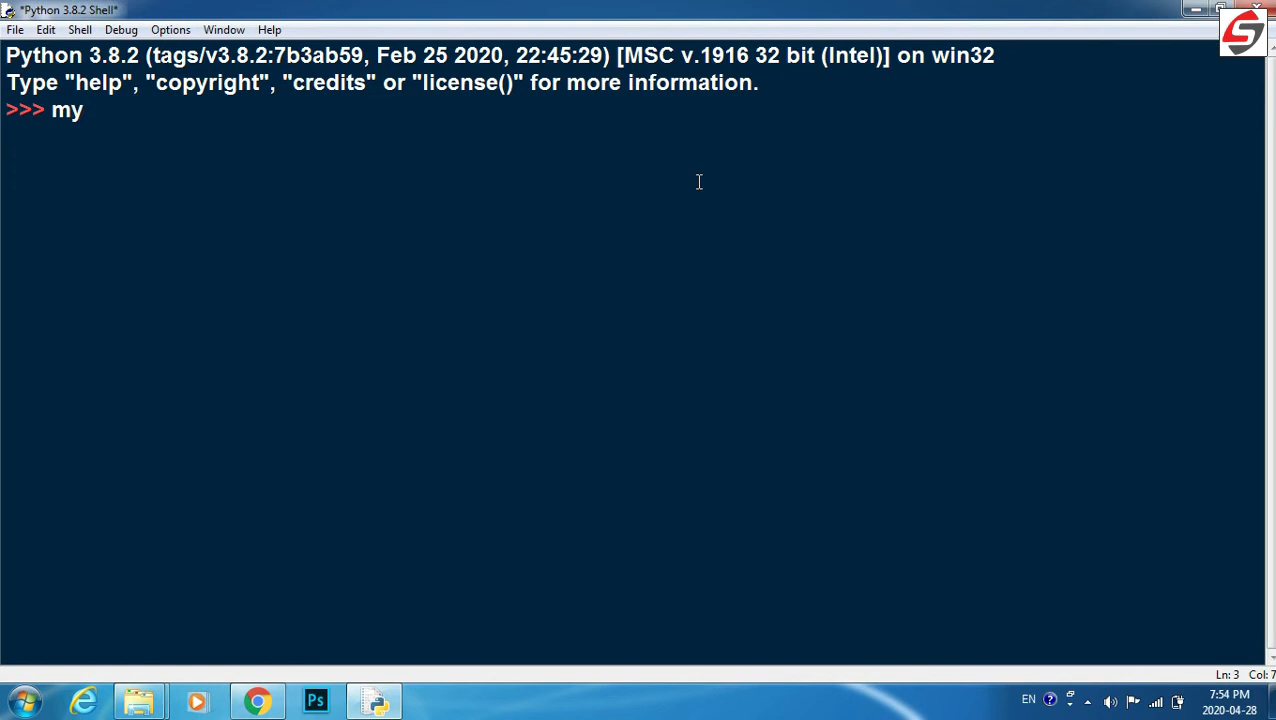 *Python 3.8.2 Shell*
File Edit Shell Debug Options Window Help
Python 3.8.2 (tags/v3.8.2:7b3ab59, Feb 25 2020, 22:45:29) [MSC v.1916 32 bit (Intel)] on win32
Type "help", "copyright", "credits" or "license()" for more information.
>>> my
Ln: 3 Col: 7
Ps
EN
7:54 PM
2020-04-28